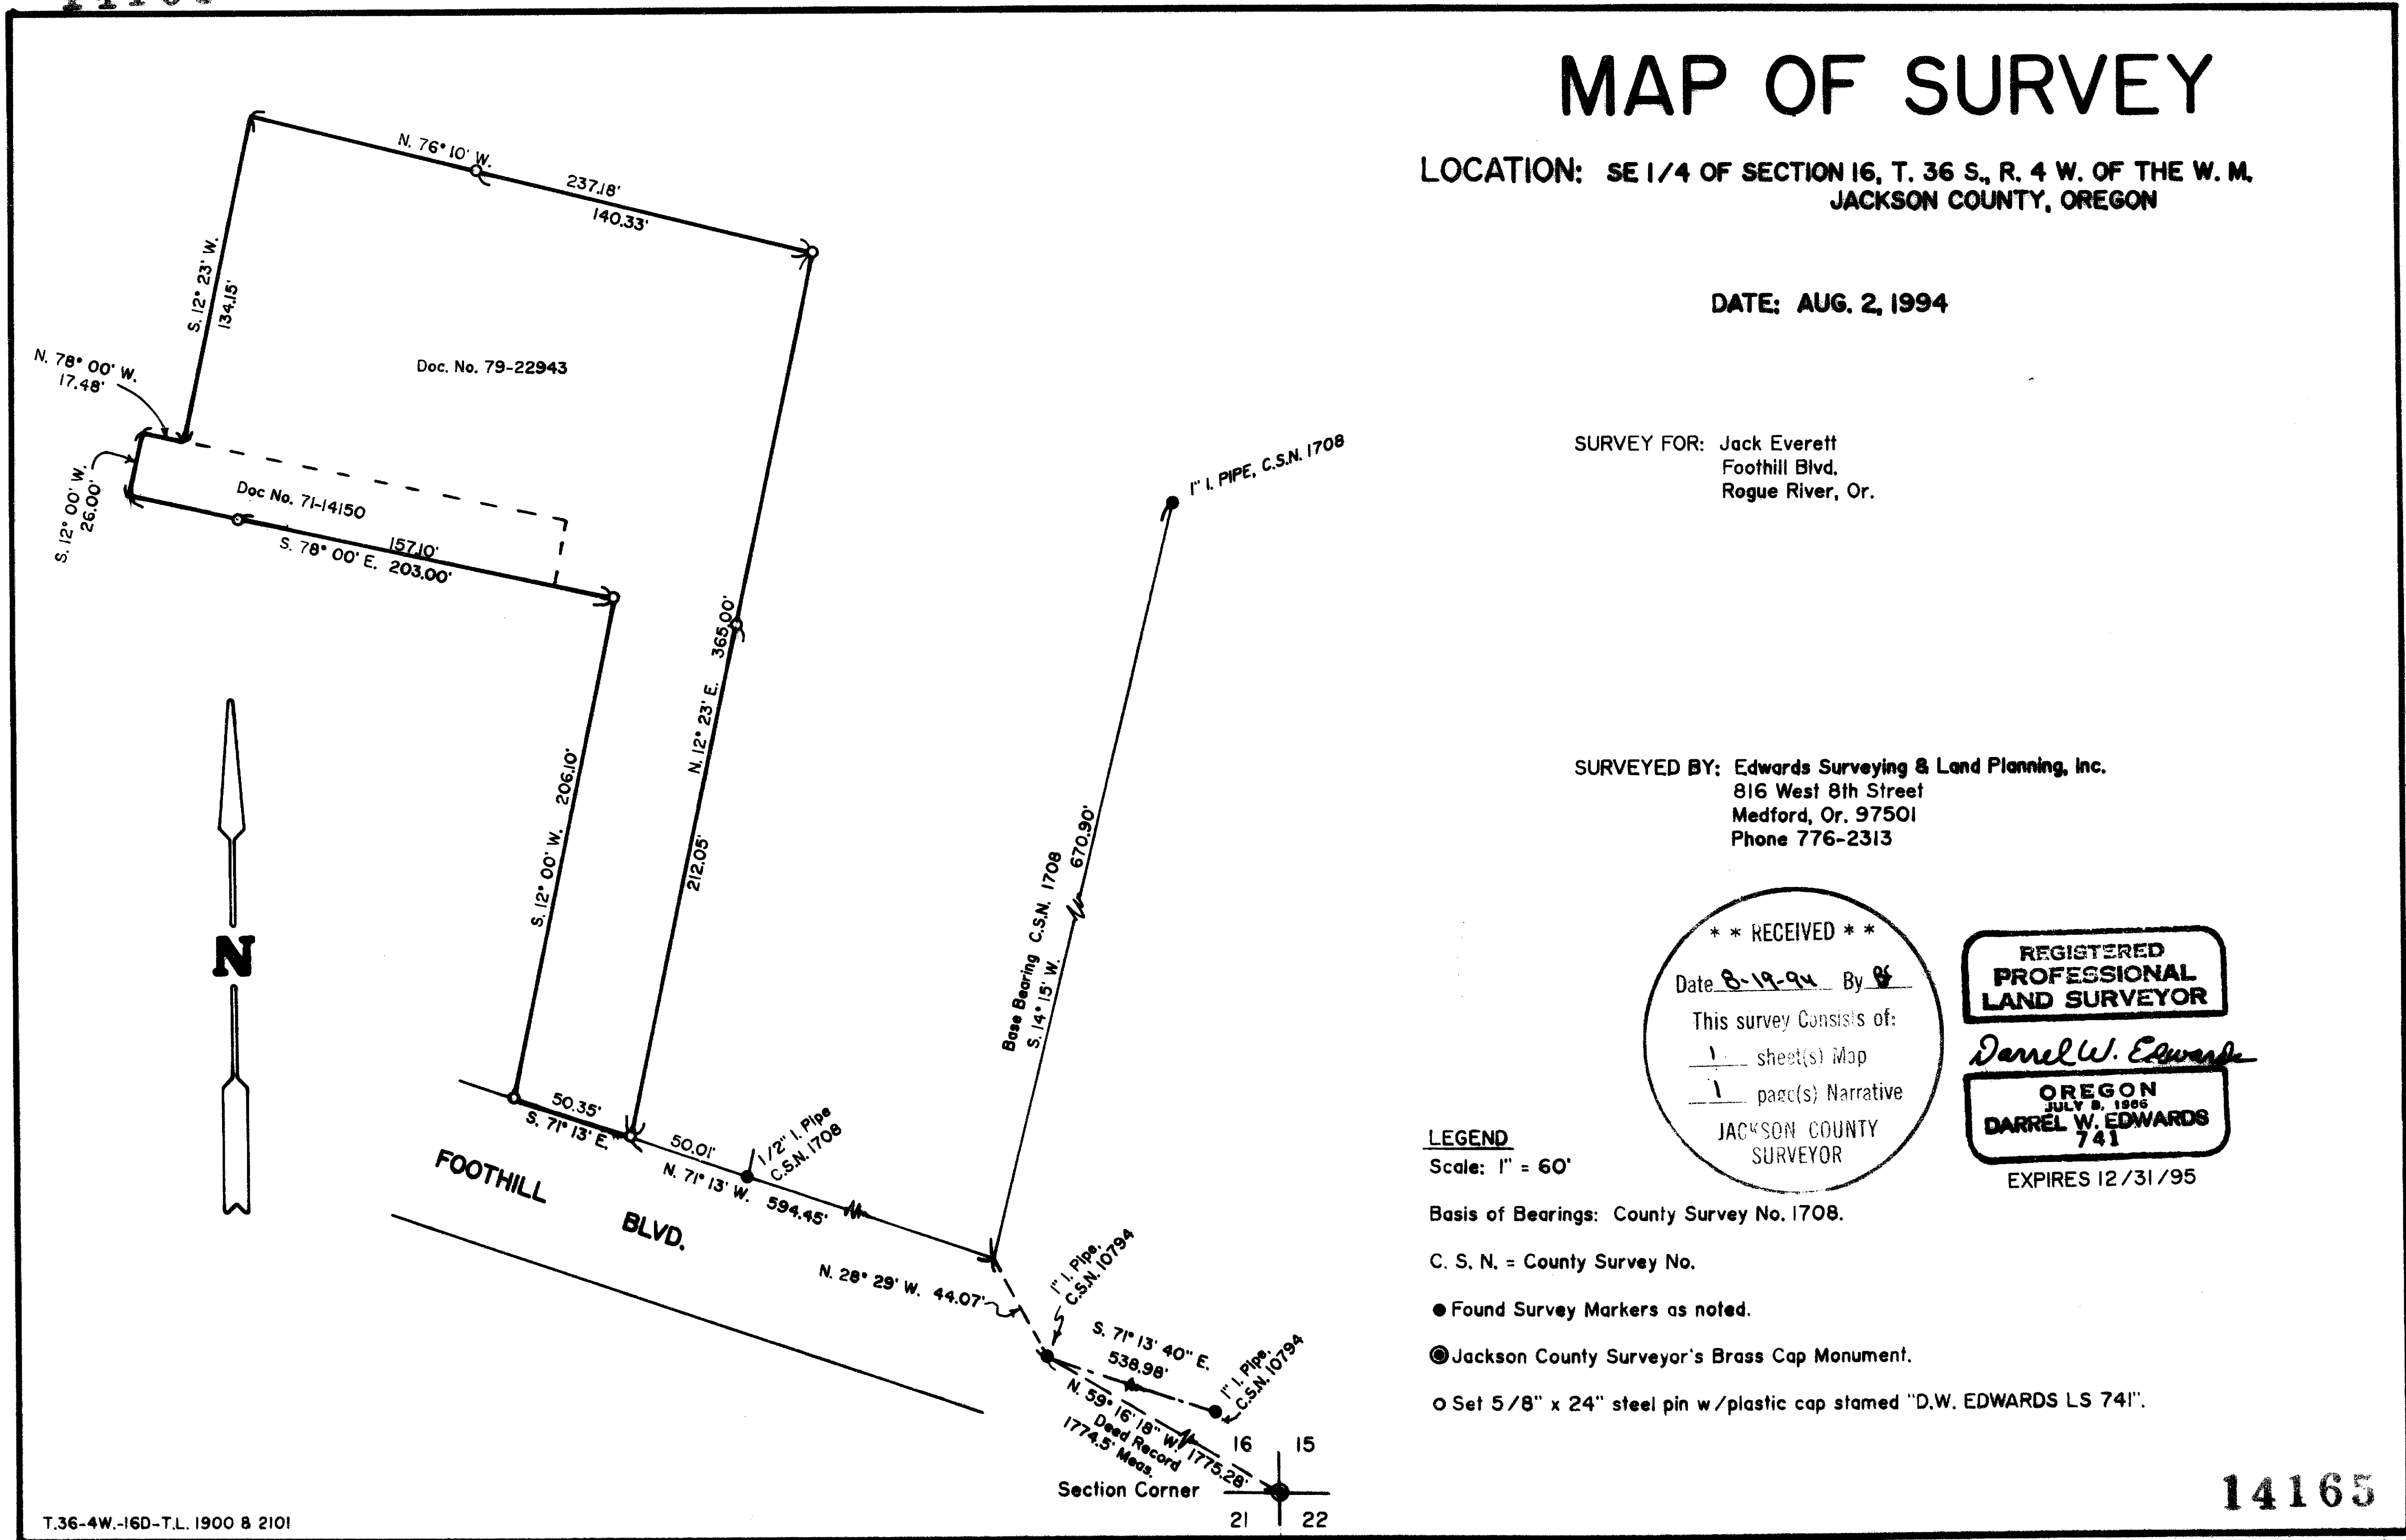 MAP OF SURVEY
LOCATION: SE 1/4 OF SECTION 16, T. 36 S., R. 4 W. OF THE W. M.
JACKSON COUNTY, OREGON
DATE: AUG. 2, 1994
SURVEY FOR: Jack Everett
Foothill Blvd.
Rogue River, Or.
SURVEYED BY: Edwards Surveying & Land Planning, Inc.
816 West 8th Street
Medford, Or. 97501
Phone 776-2313
* * RECEIVED * *
Date 8-19-94 By
This survey Consists of:
1 sheet(s) Map
1 page(s) Narrative
JACKSON COUNTY
SURVEYOR
REGISTERED
PROFESSIONAL
LAND SURVEYOR
Darrel W. Edwards
OREGON
JULY 8, 1966
DARREL W. EDWARDS
741
EXPIRES 12/31/95
LEGEND
Scale: 1" = 60'
Basis of Bearings: County Survey No. 1708.
C. S. N. = County Survey No.
Found Survey Markers as noted.
Jackson County Surveyor's Brass Cap Monument.
Set 5/8" x 24" steel pin w/plastic cap stamed "D.W. EDWARDS LS 741".
14165
N. 76° 10' W.
237.18'
140.33'
S. 12° 23' W.
134.15'
Doc. No. 79-22943
N. 78° 00' W.
17.48'
S. 12° 00' W.
26.00'
Doc No. 71-14150
157.10'
S. 78° 00' E. 203.00'
N. 12° 23' E. 365.00'
212.05'
S. 12° 00' W. 206.10'
N
50.35'
S. 71° 13' E.
50.01'
N. 71° 13' W. 594.45'
1/2" I. Pipe
C.S.N. 1708
FOOTHILL
BLVD.
1" I. PIPE, C.S.N. 1708
Base Bearing C.S.N. 1708
S. 14° 15' W. 670.90'
N. 28° 29' W. 44.07'
1" I. Pipe,
C.S.N. 10794
S. 71° 13' 40" E.
538.98'
1" I. Pipe,
C.S.N. 10794
N. 59° 16' 18" W. 1775.28'
Deed Record
1774.5' Meas.
Section Corner
16 15
21 22
T.36-4W.-16D-T.L. 1900 & 2101